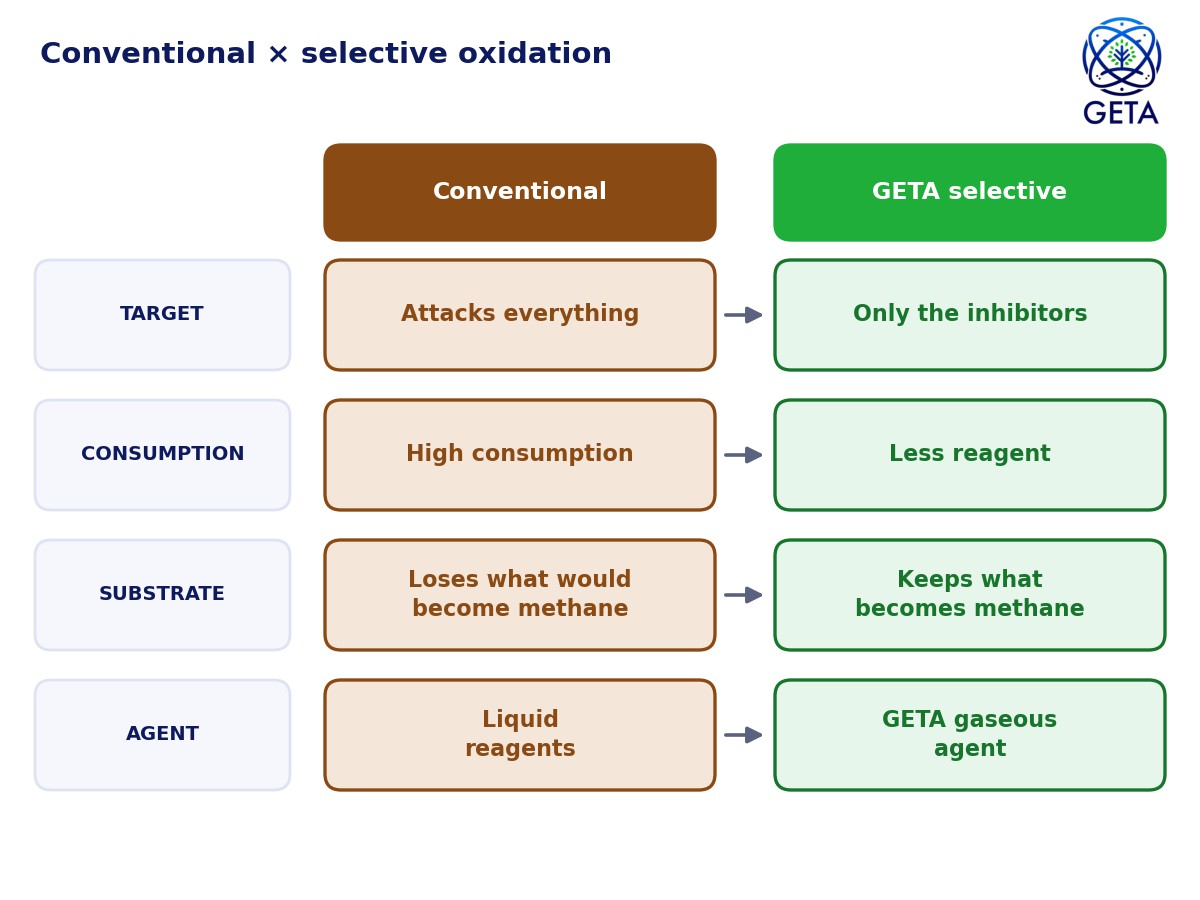 Conventional × selective oxidation
GETA
Conventional
GETA selective
TARGET
Attacks everything
Only the inhibitors
CONSUMPTION
High consumption
Less reagent
SUBSTRATE
Loses what would
become methane
Keeps what
becomes methane
AGENT
Liquid
reagents
GETA gaseous
agent